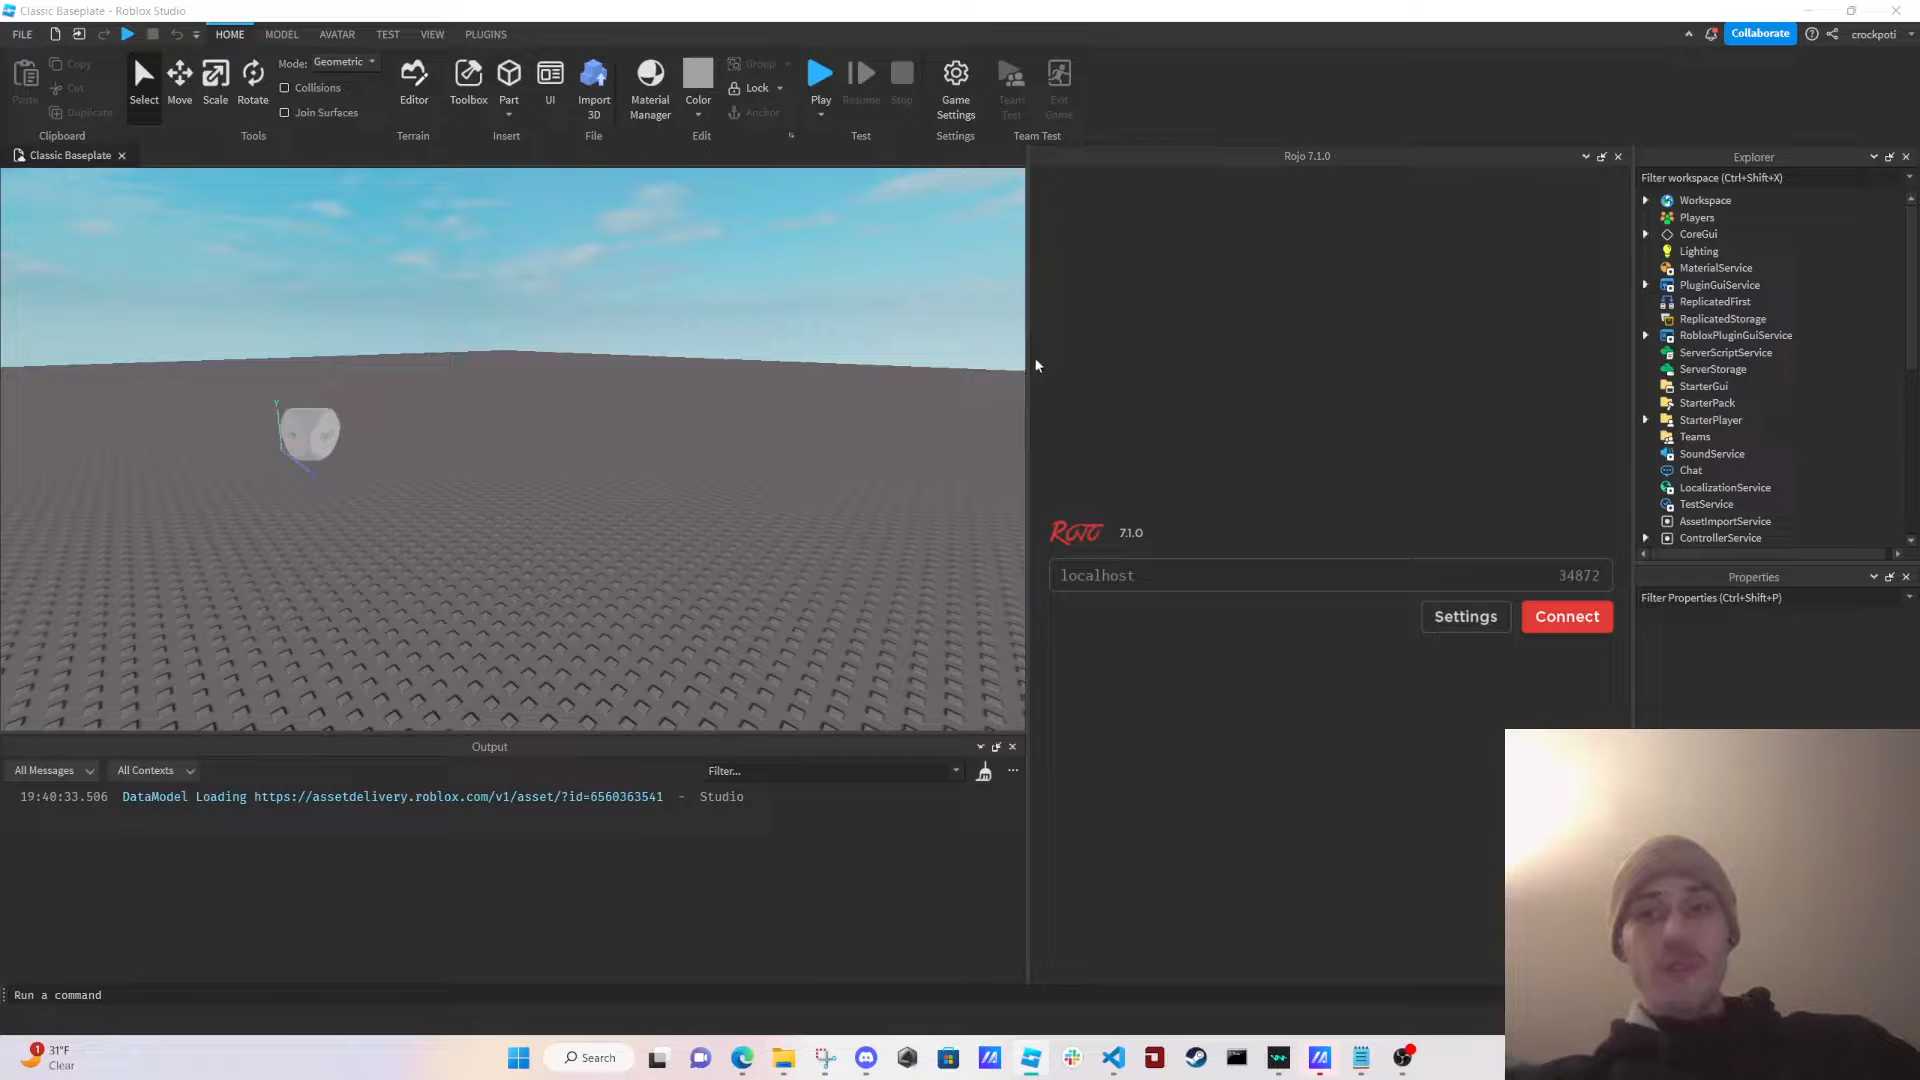 Classic Baseplate - Roblox Studio
FILE HOME MODEL AVATAR TEST VIEW PLUGINS Collaborate crockpoti
Paste Copy Cut Duplicate Clipboard
Select Move Scale Rotate Mode: Geometric Collisions Join Surfaces Tools
Editor Terrain
Toolbox Part UI Insert
Import 3D File
Material Manager Color Group Lock Anchor Edit
Play Resume Stop Test
Game Settings Settings
Team Test Exit Game Team Test
Classic Baseplate
Rojo 7.1.0
Explorer
Filter workspace (Ctrl+Shift+X)
Workspace
Players
CoreGui
Lighting
MaterialService
PluginGuiService
ReplicatedFirst
ReplicatedStorage
RobloxPluginGuiService
ServerScriptService
ServerStorage
StarterGui
StarterPack
StarterPlayer
Teams
SoundService
Chat
LocalizationService
TestService
AssetImportService
ControllerService
Y
ROJO 7.1.0
localhost 34872
Settings Connect
Properties
Filter Properties (Ctrl+Shift+P)
Output
All Messages All Contexts Filter...
19:40:33.506 DataModel Loading https://assetdelivery.roblox.com/v1/asset/?id=6560363541 - Studio
Run a command
1
31°F
Clear
Search